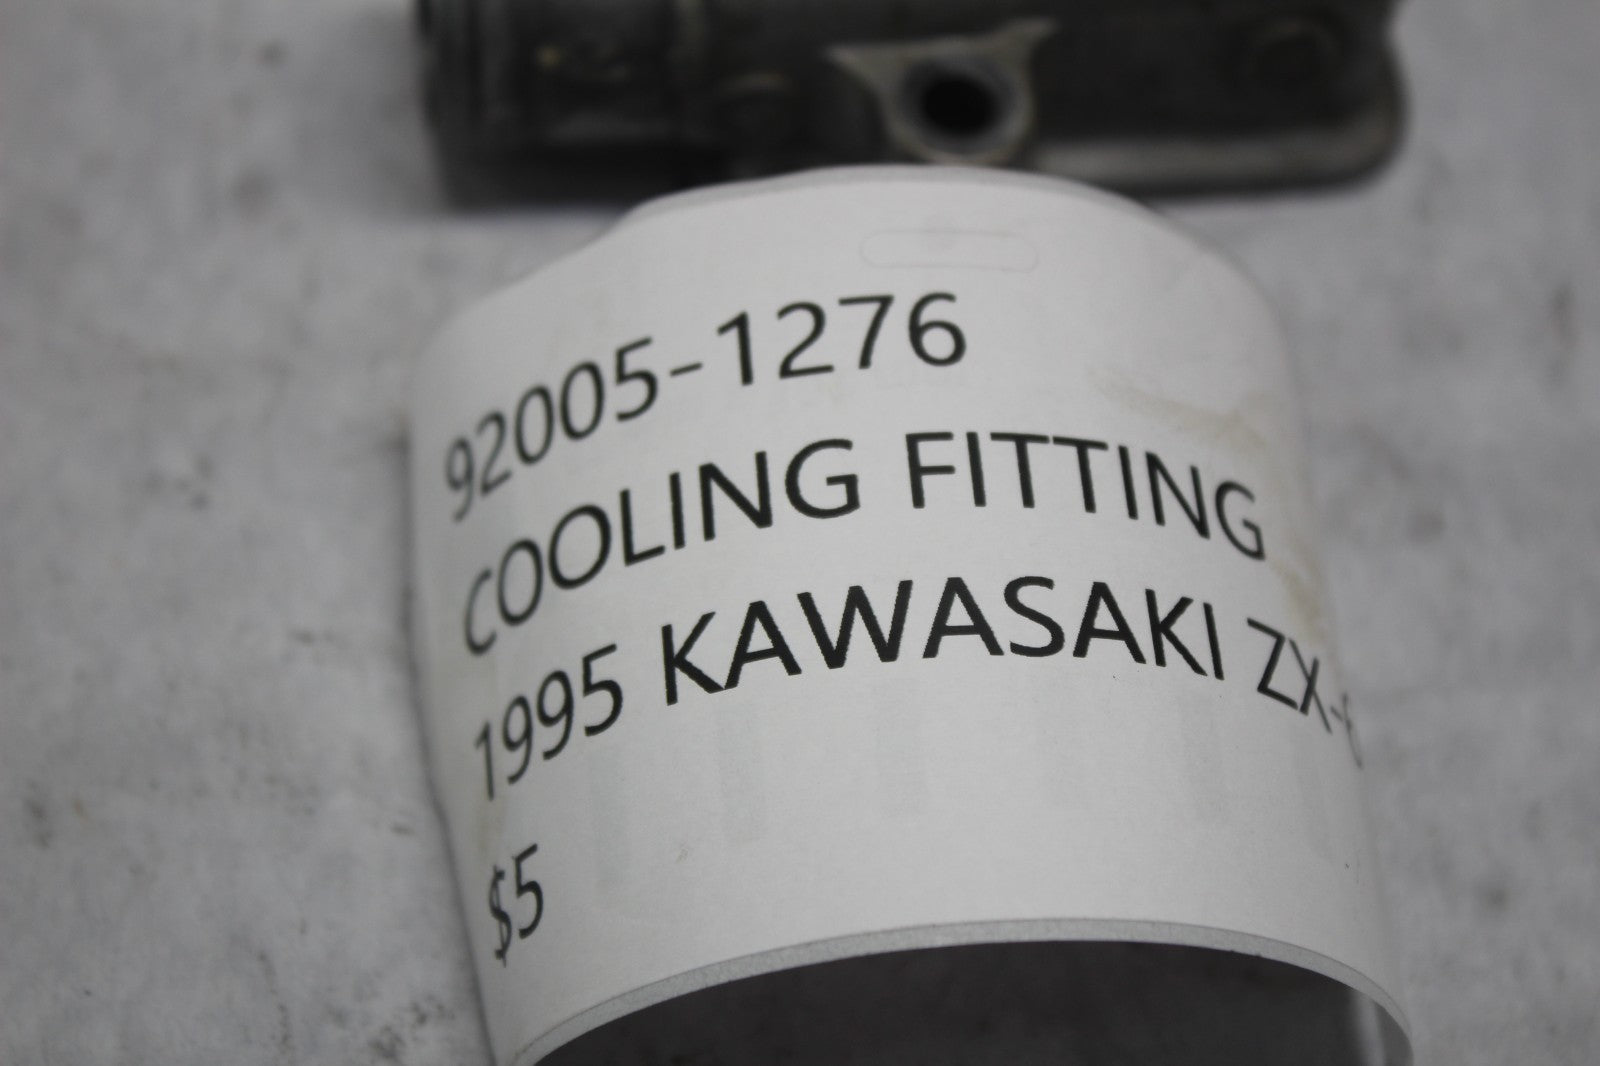 92005-1276
COOLING FITTING
1995 KAWASAKI
$5